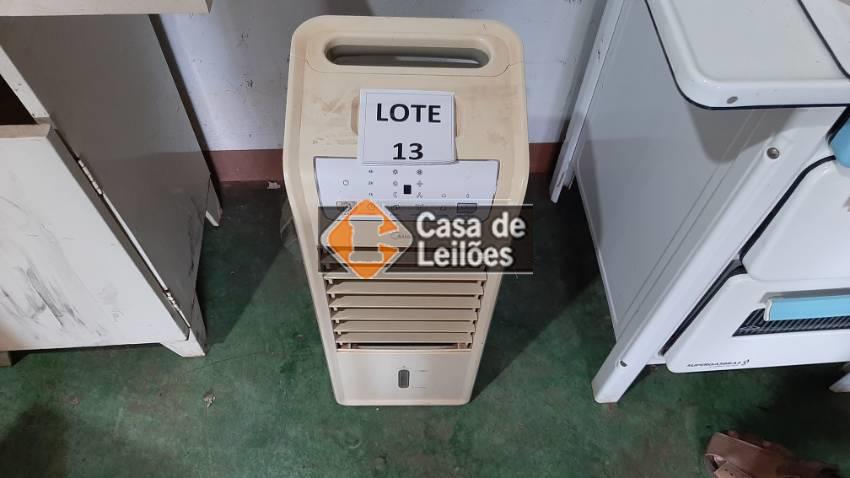 LOTE
13
Casa de
Leilões